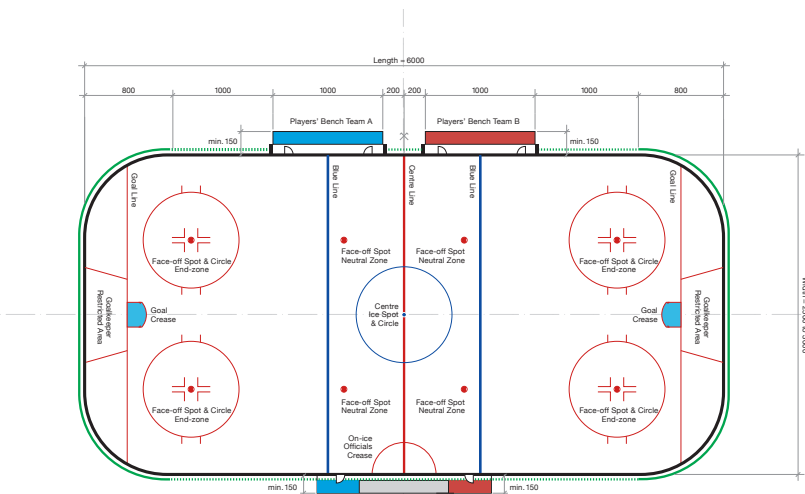 Length = 6000
800
1000
1000
200
200
1000
1000
800
Players' Bench Team A
Players' Bench Team B
min. 150
min. 150
Goal Line
Blue Line
Centre Line
Blue Line
Goal Line
Face-off Spot & Circle
End-zone
Face-off Spot
Neutral Zone
Face-off Spot
Neutral Zone
Face-off Spot & Circle
End-zone
Goalkeeper
Restricted Area
Goal
Crease
Centre
Ice Spot
& Circle
Goal
Crease
Goalkeeper
Restricted Area
Face-off Spot & Circle
End-zone
Face-off Spot
Neutral Zone
Face-off Spot
Neutral Zone
Face-off Spot & Circle
End-zone
On-ice
Officials
Crease
min. 150
min. 150